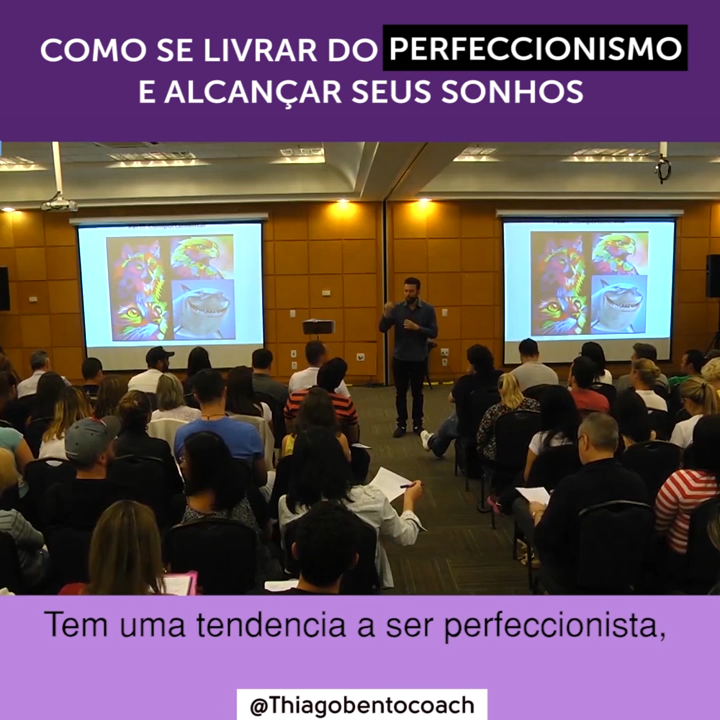 COMO SE LIVRAR DO PERFECCIONISMO
E ALCANÇAR SEUS SONHOS
Tem uma tendencia a ser perfeccionista,
@Thiagobentocoach